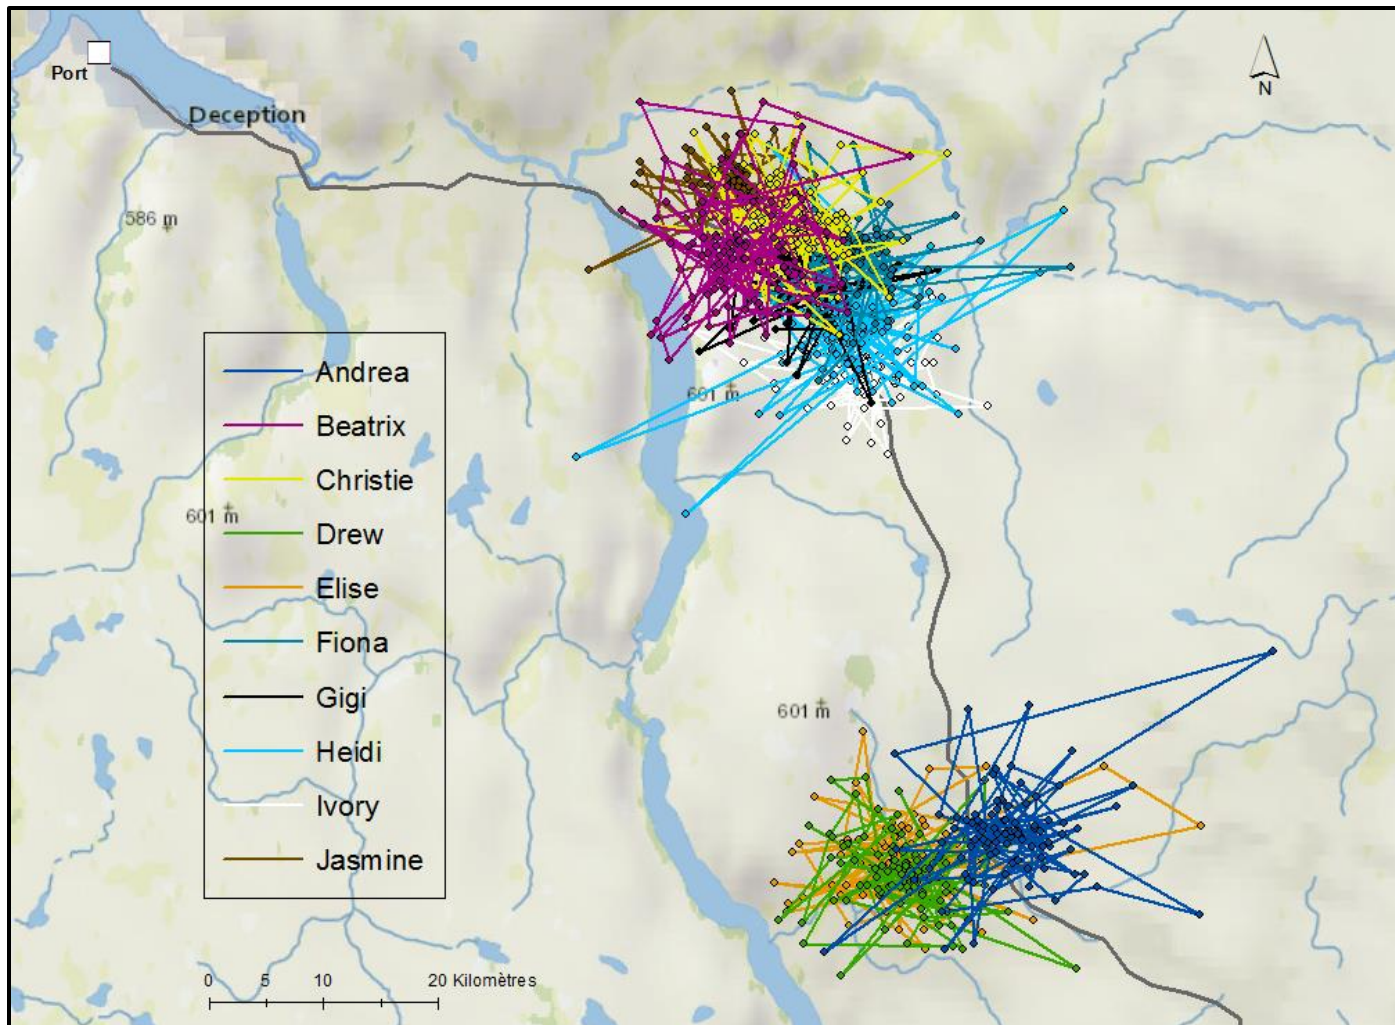 Port
N
Deception
586 m
601 m
Andrea
Beatrix
Christie
Drew
Elise
Fiona
Gigi
Heidi
Ivory
Jasmine
601 m
601 m
0 5 10 20 Kilomètres